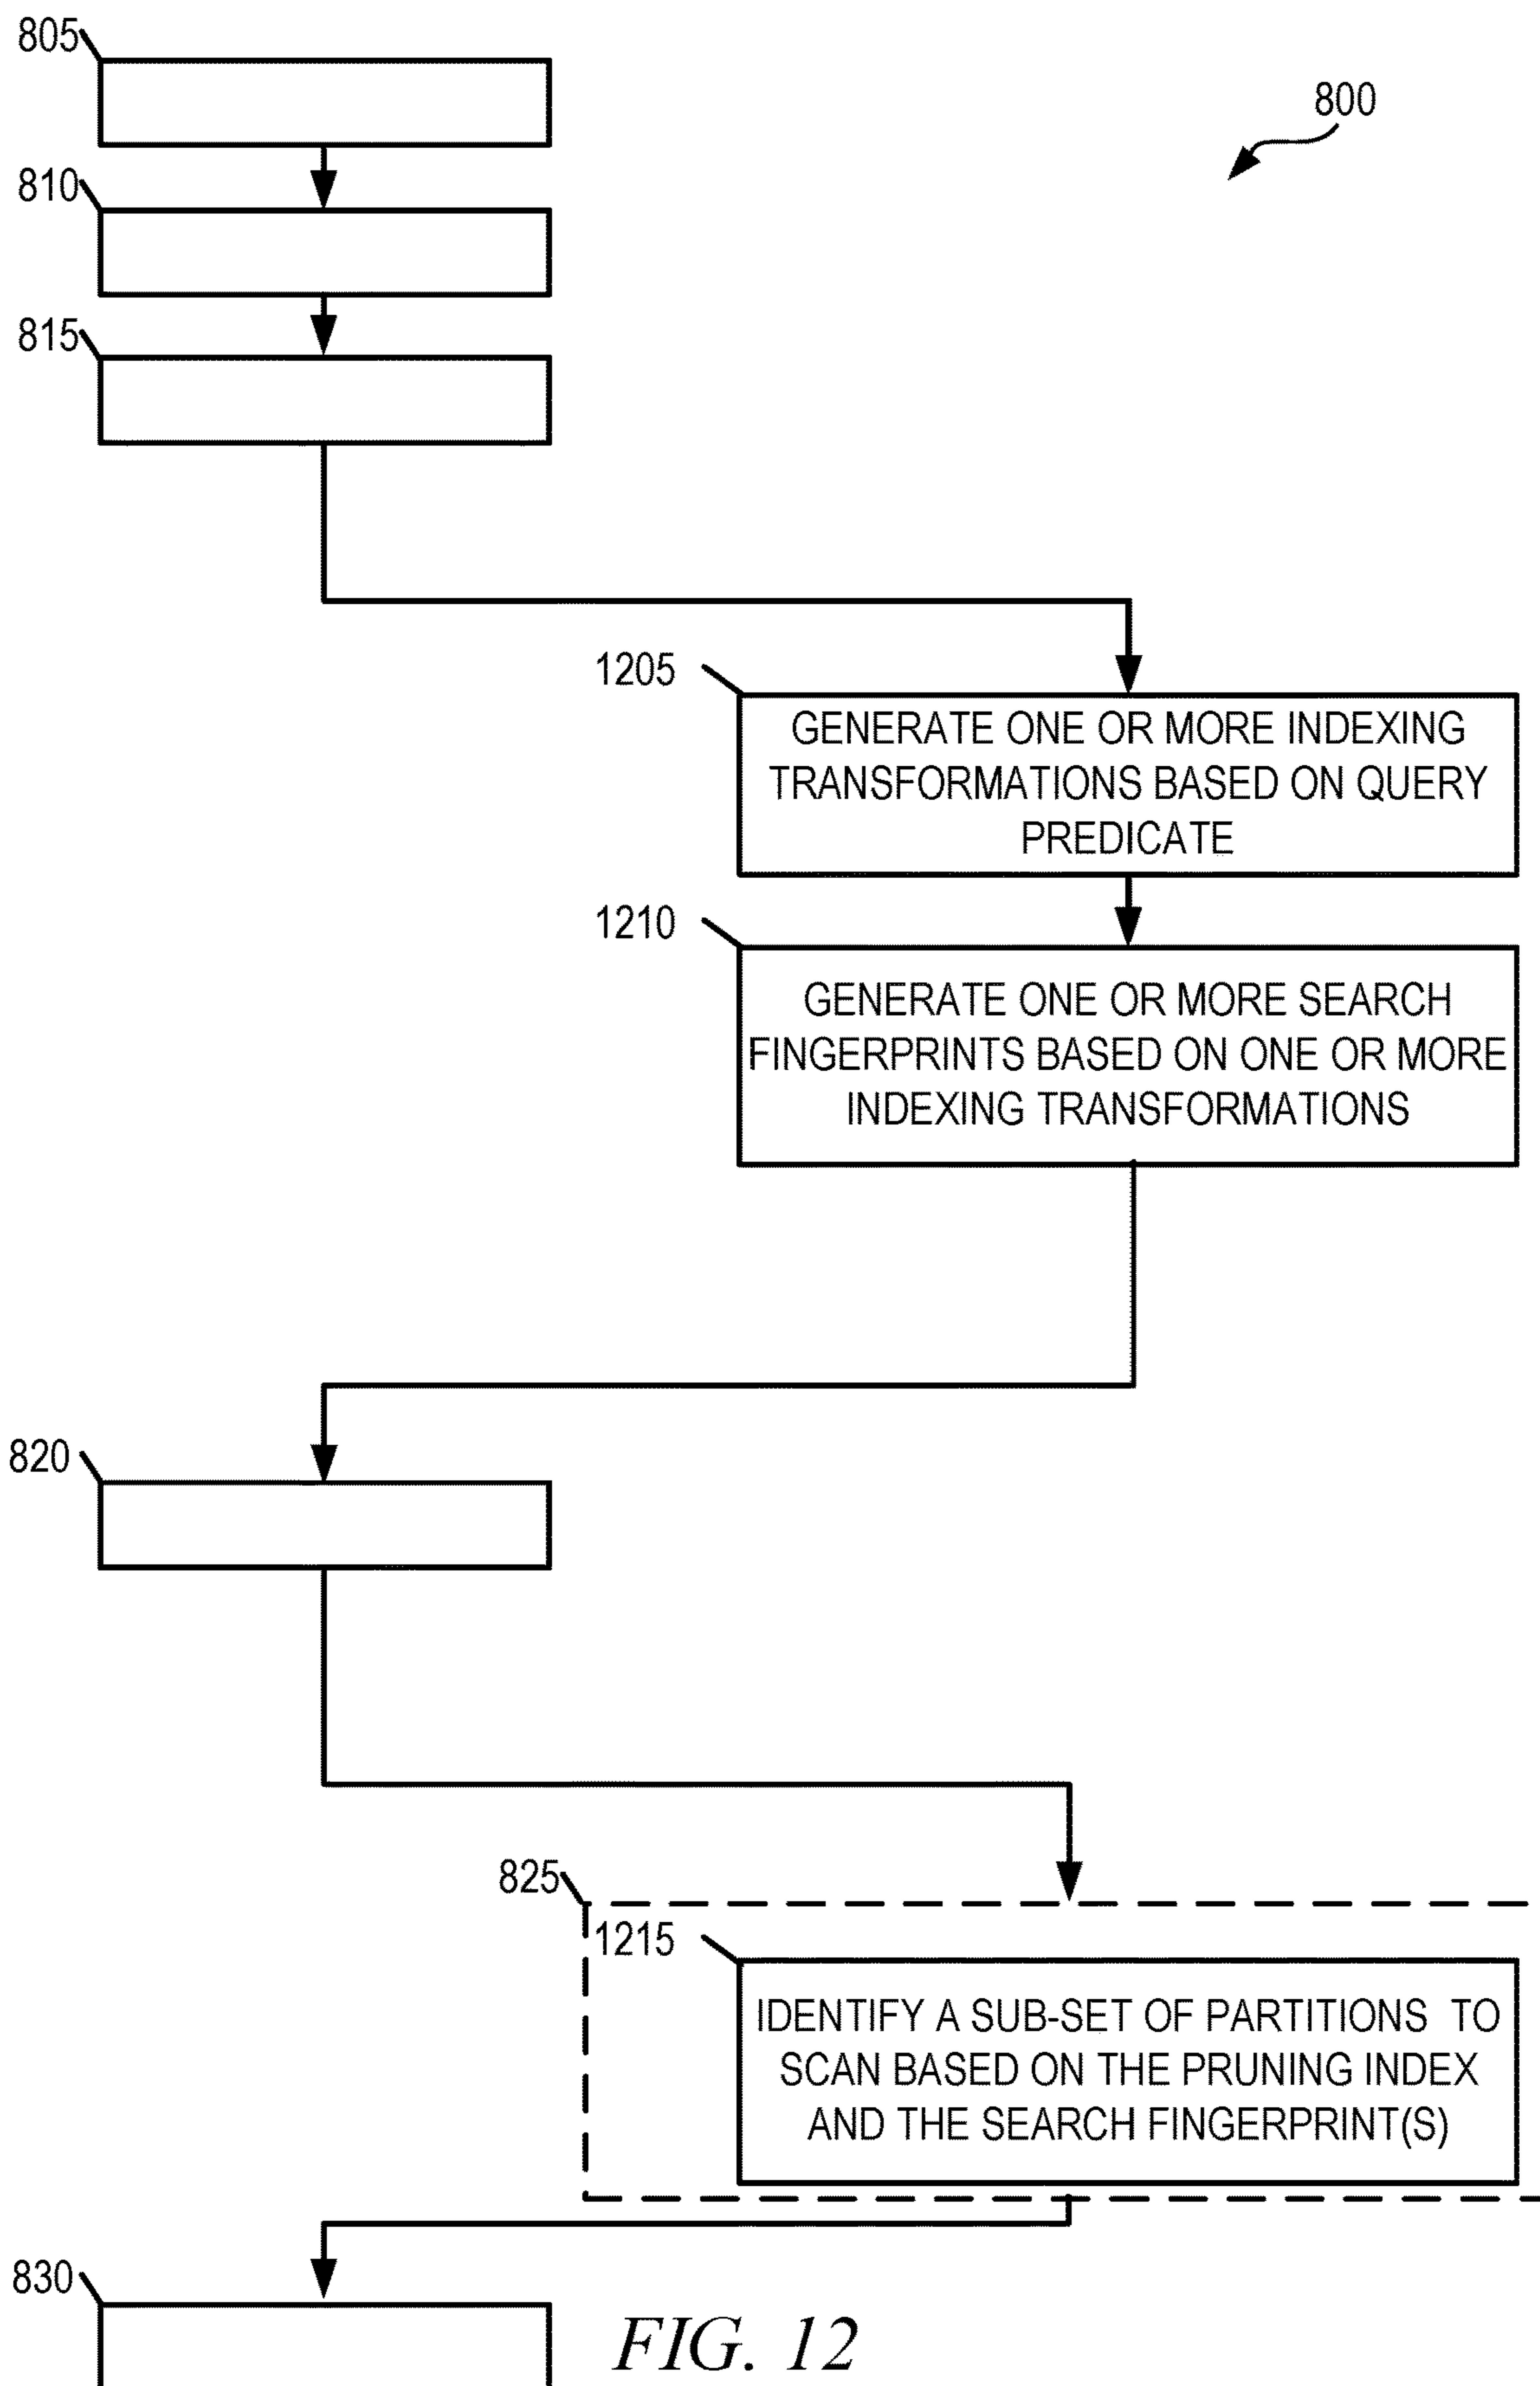 805
800
810
815
1205
GENERATE ONE OR MORE INDEXING
TRANSFORMATIONS BASED ON QUERY
PREDICATE
1210
GENERATE ONE OR MORE SEARCH
FINGERPRINTS BASED ON ONE OR MORE
INDEXING TRANSFORMATIONS
820
825
1215
IDENTIFY A SUB-SET OF PARTITIONS TO
SCAN BASED ON THE PRUNING INDEX
AND THE SEARCH FINGERPRINT(S)
830
FIG. 12